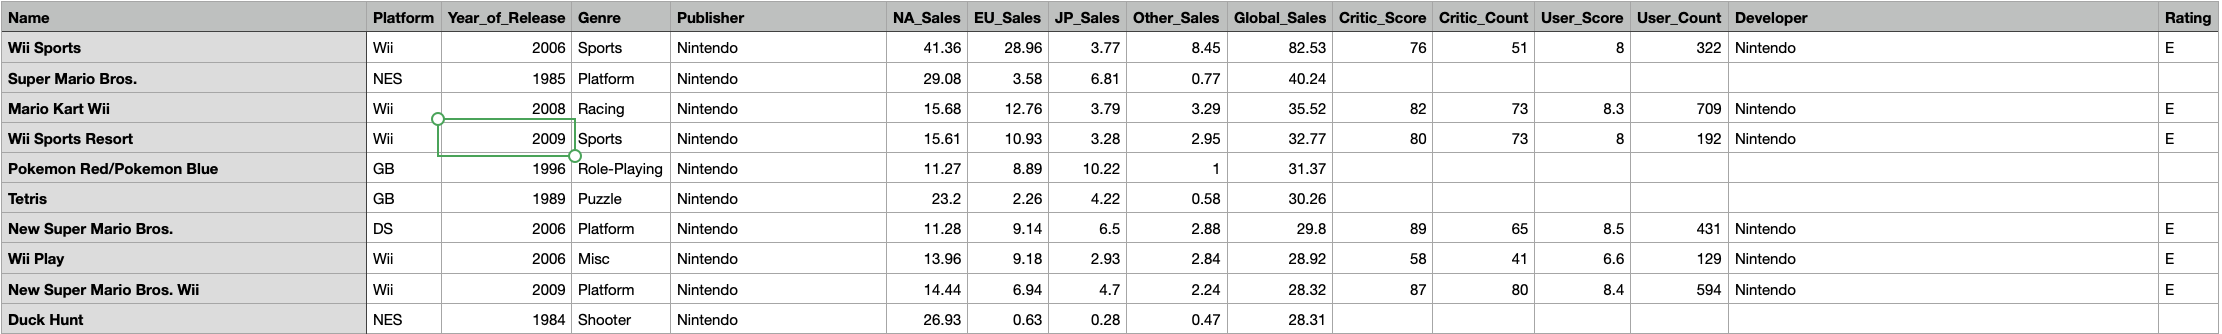 Name Platform Year_of_Release Genre Publisher NA_Sales EU_Sales JP_Sales Other_Sales Global_Sales Critic_Score Critic_Count User_Score User_Count Developer Rating
Wii Sports Wii 2006 Sports Nintendo 41.36 28.96 3.77 8.45 82.53 76 51 8 322 Nintendo E
Super Mario Bros. NES 1985 Platform Nintendo 29.08 3.58 6.81 0.77 40.24
Mario Kart Wii Wii 2008 Racing Nintendo 15.68 12.76 3.79 3.29 35.52 82 73 8.3 709 Nintendo E
Wii Sports Resort Wii 2009 Sports Nintendo 15.61 10.93 3.28 2.95 32.77 80 73 8 192 Nintendo E
Pokemon Red/Pokemon Blue GB 1996 Role-Playing Nintendo 11.27 8.89 10.22 1 31.37
Tetris GB 1989 Puzzle Nintendo 23.2 2.26 4.22 0.58 30.26
New Super Mario Bros. DS 2006 Platform Nintendo 11.28 9.14 6.5 2.88 29.8 89 65 8.5 431 Nintendo E
Wii Play Wii 2006 Misc Nintendo 13.96 9.18 2.93 2.84 28.92 58 41 6.6 129 Nintendo E
New Super Mario Bros. Wii Wii 2009 Platform Nintendo 14.44 6.94 4.7 2.24 28.32 87 80 8.4 594 Nintendo E
Duck Hunt NES 1984 Shooter Nintendo 26.93 0.63 0.28 0.47 28.31